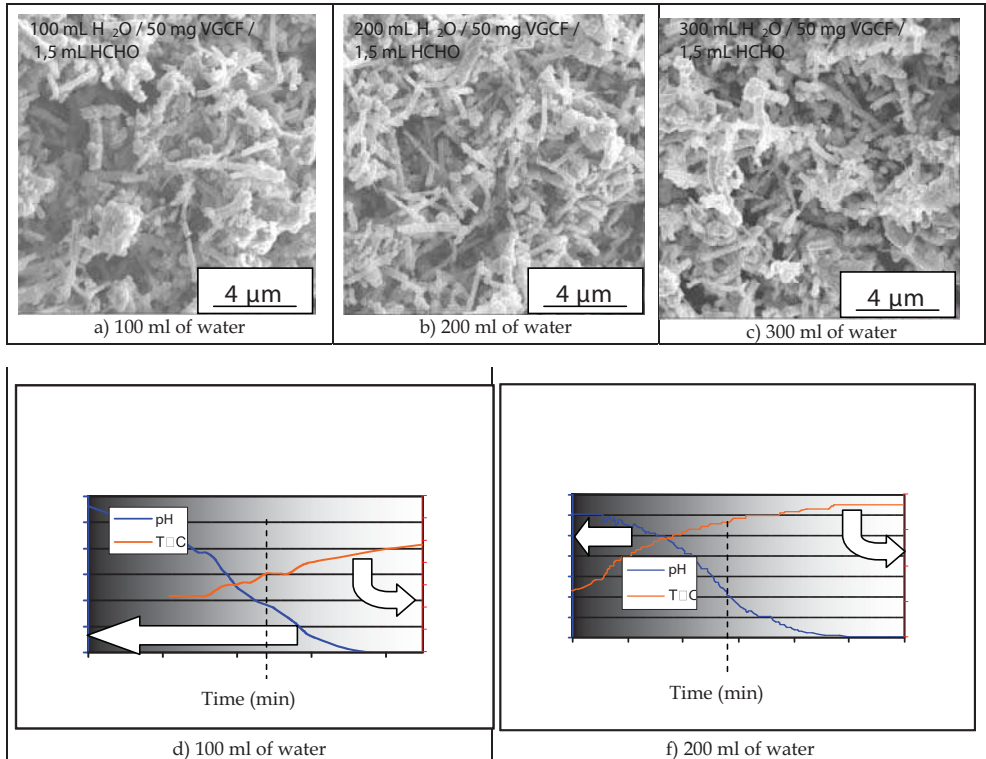 100 mL H 2O / 50 mg VGCF /
1,5 mL HCHO
4 µm
a) 100 ml of water
200 mL H 2O / 50 mg VGCF /
1,5 mL HCHO
4 µm
b) 200 ml of water
300 mL H 2O / 50 mg VGCF /
1,5 mL HCHO
4 µm
c) 300 ml of water
pH
T□C
Time (min)
d) 100 ml of water
pH
T□C
Time (min)
f) 200 ml of water